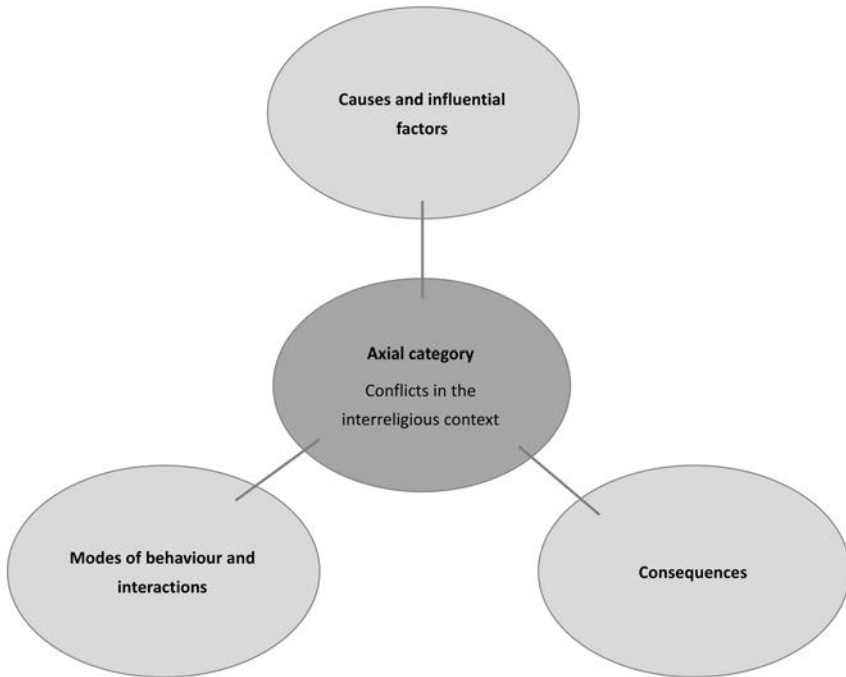 Causes and influential
factors
Axial category
Conflicts in the
interreligious context
Modes of behaviour and
interactions
Consequences